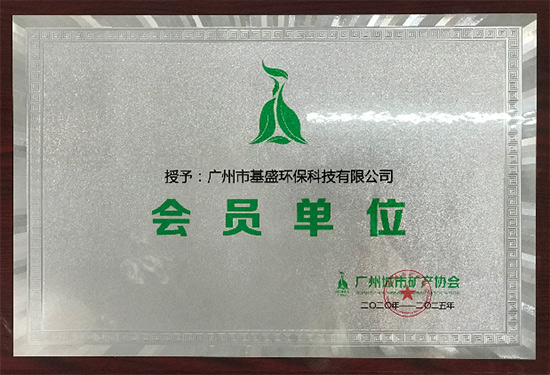 授予：广州市基盛环保科技有限公司
会员单位
广州城市矿产协会
二〇二〇年——二〇二五年